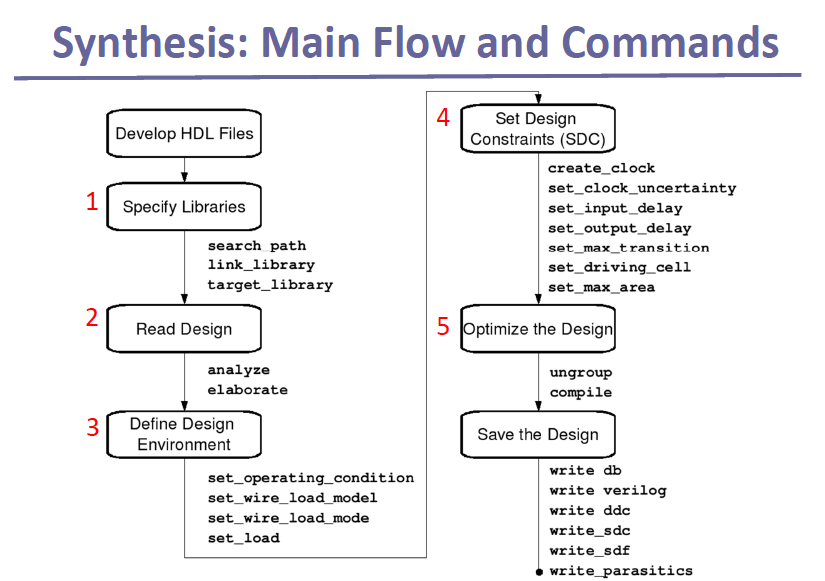 Synthesis: Main Flow and Commands
Develop HDL Files
1
Specify Libraries
search path
link_library
target_library
2
Read Design
analyze
elaborate
3
Define Design
Environment
set_operating_condition
set_wire_load_model
set_wire_load_mode
set_load
4
Set Design
Constraints (SDC)
create_clock
set_clock_uncertainty
set_input_delay
set_output_delay
set_max_transition
set_driving_cell
set_max_area
5
Optimize the Design
ungroup
compile
Save the Design
write db
write verilog
write ddc
write_sdc
write_sdf
write_parasitics